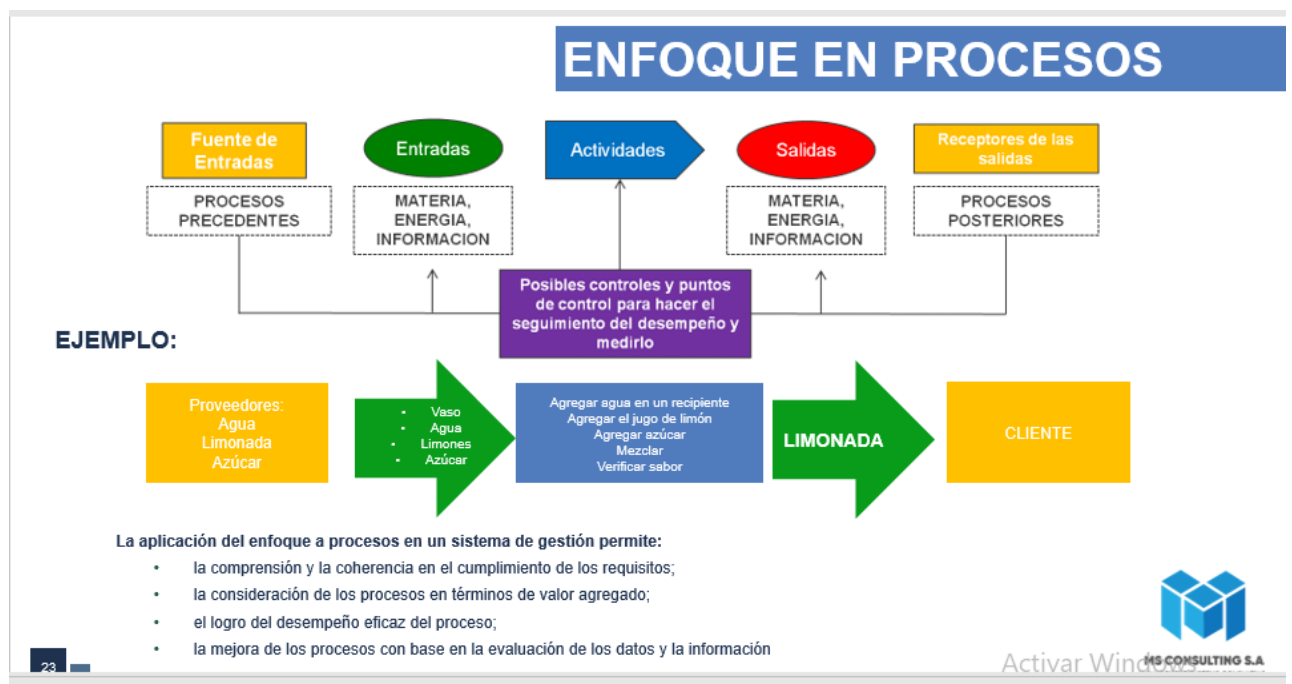 ENFOQUE EN PROCESOS
Fuente de
Entradas
Entradas
Actividades
Salidas
Receptores de las
salidas
PROCESOS
PRECEDENTES
MATERIA,
ENERGIA,
INFORMACION
MATERIA,
ENERGIA,
INFORMACION
PROCESOS
POSTERIORES
Posibles controles y puntos
de control para hacer el
seguimiento del desempeño y
medirlo
EJEMPLO:
Proveedores:
Agua
Limonada
Azúcar
• Vaso
• Agua
• Limones
• Azúcar
Agregar agua en un recipiente
Agregar el jugo de limón
Agregar azúcar
Mezclar
Verificar sabor
LIMONADA
CLIENTE
La aplicación del enfoque a procesos en un sistema de gestión permite:
• la comprensión y la coherencia en el cumplimiento de los requisitos;
• la consideración de los procesos en términos de valor agregado;
• el logro del desempeño eficaz del proceso;
• la mejora de los procesos con base en la evaluación de los datos y la información
23
Activar Windows
MS CONSULTING S.A